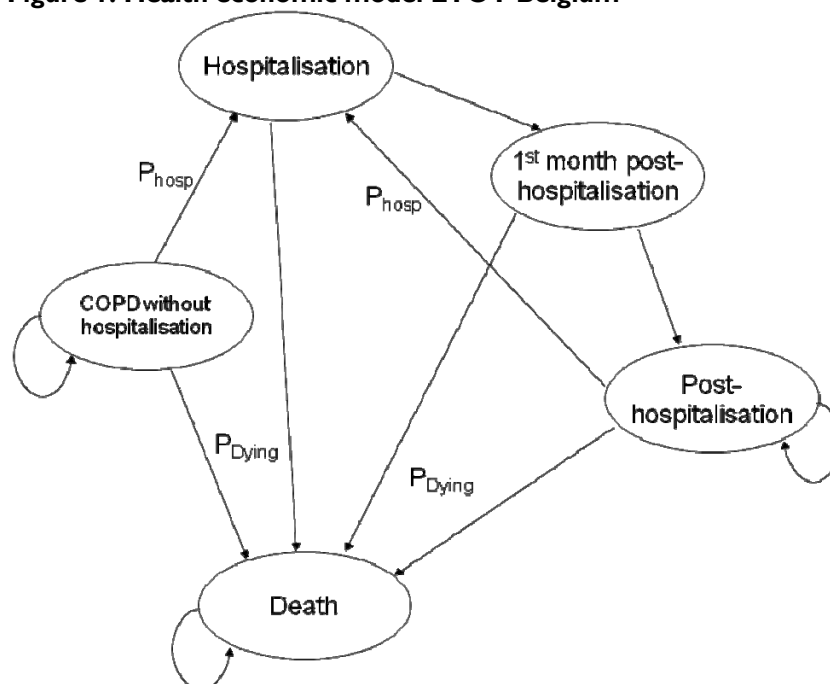 Figure 1: Health economic model LTOT Belgium
Hospitalisation
1st month post-
hospitalisation
Phosp
Phosp
COPD without
hospitalisation
Post-
hospitalisation
PDying
PDying
Death